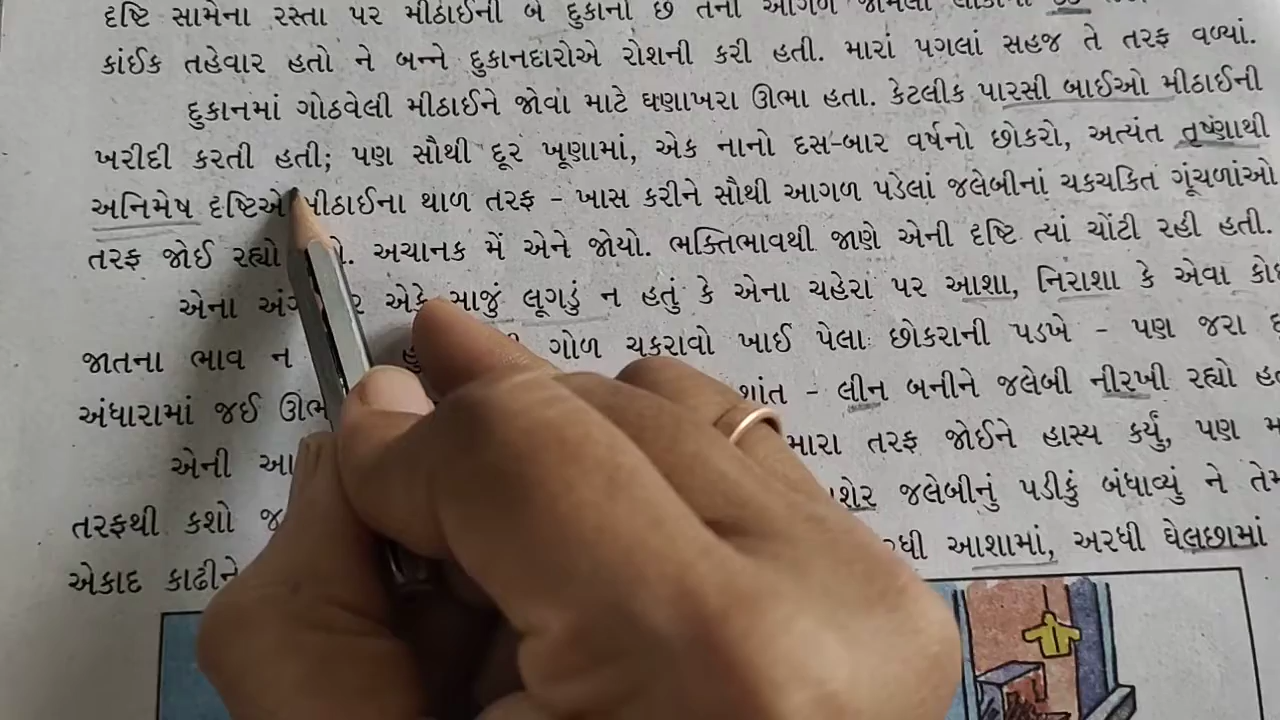 દૃષ્ટિ સામેના રસ્તા પર મીઠાઈની બે દુકાનો છે તેની આગળ જામેલા લોકોની
કાંઈક તહેવાર હતો ને બન્ને દુકાનદારોએ રોશની કરી હતી. મારાં પગલાં સહજ તે તરફ વળ્યાં.
દુકાનમાં ગોઠવેલી મીઠાઈને જોવા માટે ઘણાખરા ઊભા હતા. કેટલીક પારસી બાઈઓ મીઠાઈની
ખરીદી કરતી હતી; પણ સૌથી દૂર ખૂણામાં, એક નાનો દસ-બાર વર્ષનો છોકરો, અત્યંત તૃષ્ણાથી
અનિમેષ દૃષ્ટિએ મીઠાઈના થાળ તરફ - ખાસ કરીને સૌથી આગળ પડેલાં જલેબીનાં ચકચકિત ગૂંચળાંઓ
તરફ જોઈ રહ્યો. અચાનક મેં એને જોયો. ભક્તિભાવથી જાણે એની દૃષ્ટિ ત્યાં ચોંટી રહી હતી.
એના એકે સાજું લૂગડું ન હતું કે એના ચહેરા પર આશા, નિરાશા કે એવા
જાતના ભાવ ન ગોળ ચકરાવો ખાઈ પેલા છોકરાની પડખે - પણ જરા
અંધારામાં જઈ શાંત - લીન બનીને જલેબી નીરખી રહ્યો
એની મારા તરફ જોઈને હાસ્ય કર્યું, પણ
તરફથી કશો જલેબીનું પડીકું બંધાવ્યું ને
એકાદ કાઢીને આશામાં, અરધી ઘેલછામાં